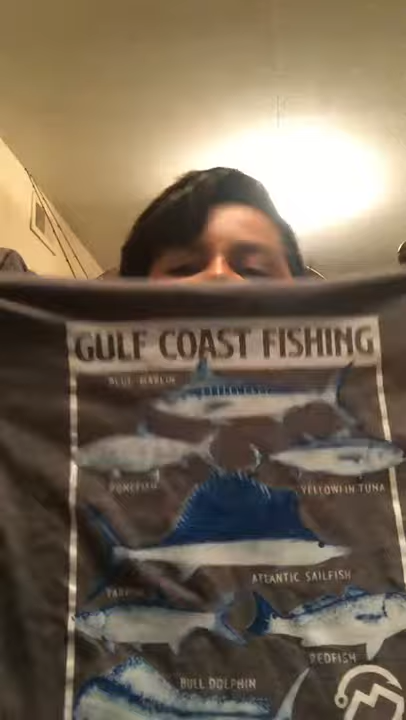 GULF COAST FISHING
BLUE MARLIN
YELLOWFIN TUNA
ATLANTIC SAILFISH
REDFISH
BULL DOLPHIN